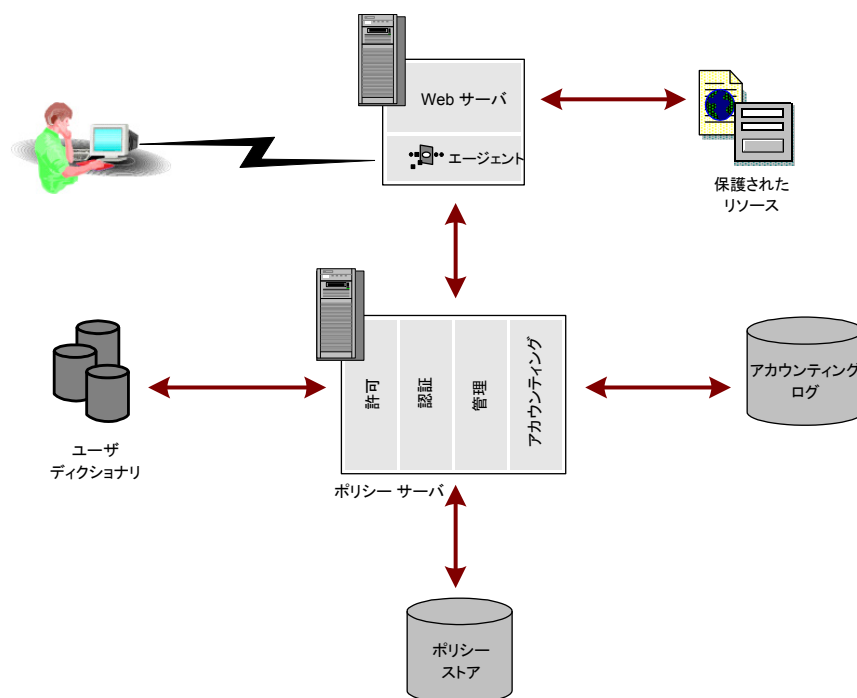 Web サーバ
エージェント
保護された
リソース
許可
認証
管理
アカウンティング
アカウンティング
ログ
ユーザ
ディクショナリ
ポリシー サーバ
ポリシー
ストア